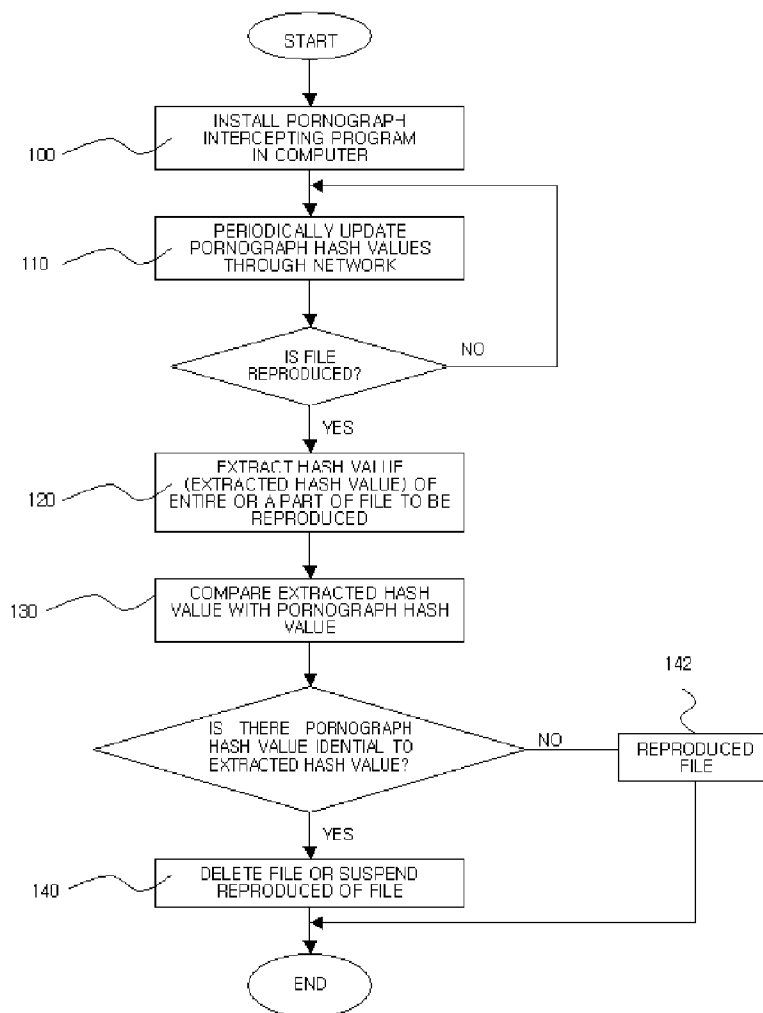 START
INSTALL PORNOGRAPH
INTERCEPTING PROGRAM
IN COMPUTER
100
PERIODICALLY UPDATE
PORNOGRAPH HASH VALUES
THROUGH NETWORK
110
IS FILE
REPRODUCED?
NO
YES
EXTRACT HASH VALUE
(EXTRACTED HASH VALUE) OF
ENTIRE OR A PART OF FILE TO BE
REPRODUCED
120
COMPARE EXTRACTED HASH
VALUE WITH PORNOGRAPH HASH
VALUE
130
IS THERE PORNOGRAPH
HASH VALUE IDENTIAL TO
EXTRACTED HASH VALUE?
NO
142
REPRODUCED
FILE
YES
DELETE FILE OR SUSPEND
REPRODUCED OF FILE
140
END